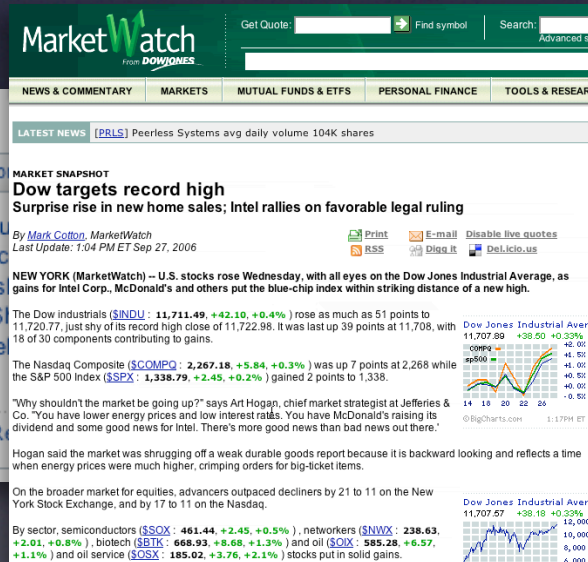 MarketWatch
From DOWJONES
Get Quote:
Find symbol
Search:
Advanced s
NEWS & COMMENTARY
MARKETS
MUTUAL FUNDS & ETFS
PERSONAL FINANCE
TOOLS & RESEAR
LATEST NEWS [PRLS] Peerless Systems avg daily volume 104K shares
MARKET SNAPSHOT
Dow targets record high
Surprise rise in new home sales; Intel rallies on favorable legal ruling
By Mark Cotton, MarketWatch
Last Update: 1:04 PM ET Sep 27, 2006
Print E-mail Disable live quotes
RSS Digg It Del.icio.us
NEW YORK (MarketWatch) -- U.S. stocks rose Wednesday, with all eyes on the Dow Jones Industrial Average, as
gains for Intel Corp., McDonald's and others put the blue-chip index within striking distance of a new high.
The Dow industrials ($INDU : 11,711.49, +42.10, +0.4% ) rose as much as 51 points to
11,720.77, just shy of its record high close of 11,722.98. It was last up 39 points at 11,708, with
18 of 30 components contributing to gains.
Dow Jones Industrial Aver
11,707.89 +38.50 +0.33%
COMPQ
sp500
+2.0%
+1.5%
+1.0%
+0.5%
+0.0%
-0.5%
14 18 20 22 26
©BigCharts.com 1:17PM ET
The Nasdaq Composite ($COMPQ : 2,267.18, +5.84, +0.3% ) was up 7 points at 2,268 while
the S&P 500 Index ($SPX : 1,338.79, +2.45, +0.2% ) gained 2 points to 1,338.
"Why shouldn't the market be going up?" says Art Hogan, chief market strategist at Jefferies &
Co. "You have lower energy prices and low interest rates. You have McDonald's raising its
dividend and some good news for Intel. There's more good news than bad news out there.'
Hogan said the market was shrugging off a weak durable goods report because it is backward looking and reflects a time
when energy prices were much higher, crimping orders for big-ticket items.
On the broader market for equities, advancers outpaced decliners by 21 to 11 on the New
York Stock Exchange, and by 17 to 11 on the Nasdaq.
Dow Jones Industrial Aver
11,707.57 +38.18 +0.33%
12,000
10,000
8,000
6,000
By sector, semiconductors ($SOX : 461.44, +2.45, +0.5% ) , networkers ($NWX : 238.63,
+2.01, +0.8% ) , biotech ($BTK : 668.93, +8.68, +1.3% ) and oil ($OIX : 585.28, +6.57,
+1.1% ) and oil service ($OSX : 185.02, +3.76, +2.1% ) stocks put in solid gains.